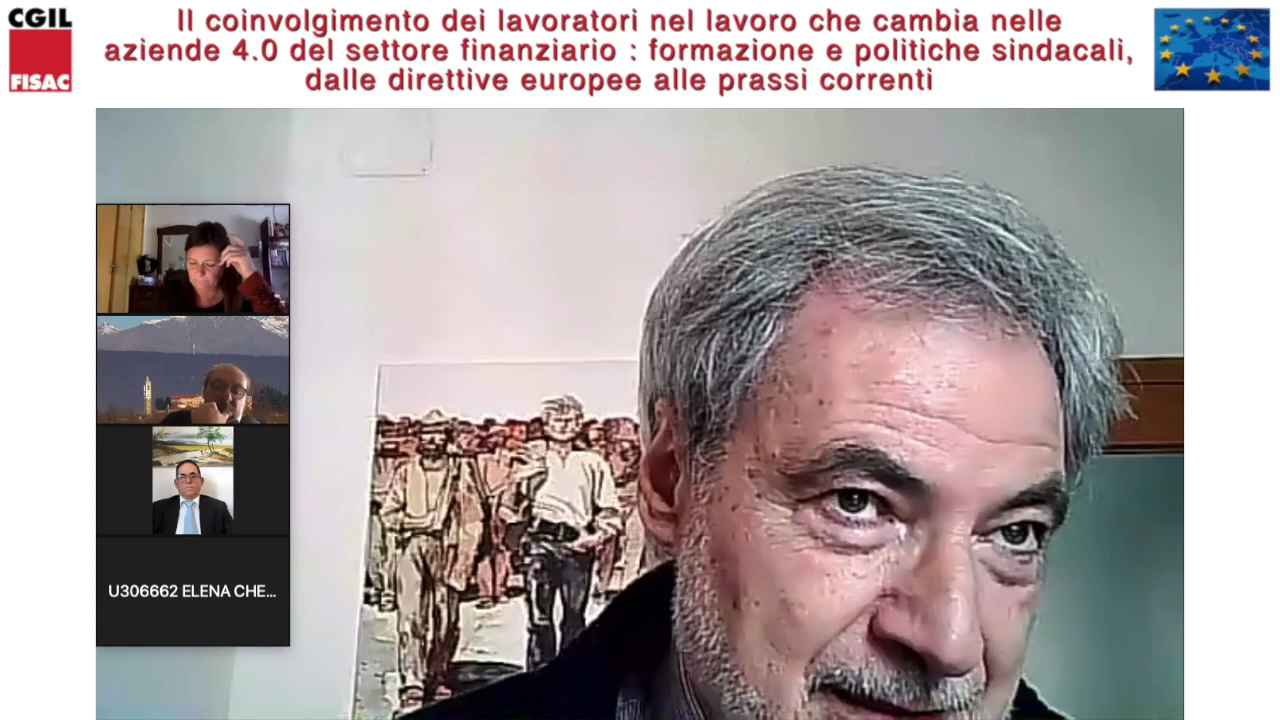 CGIL
FISAC
Il coinvolgimento dei lavoratori nel lavoro che cambia nelle
aziende 4.0 del settore finanziario : formazione e politiche sindacali,
dalle direttive europee alle prassi correnti
U306662 ELENA CHE...